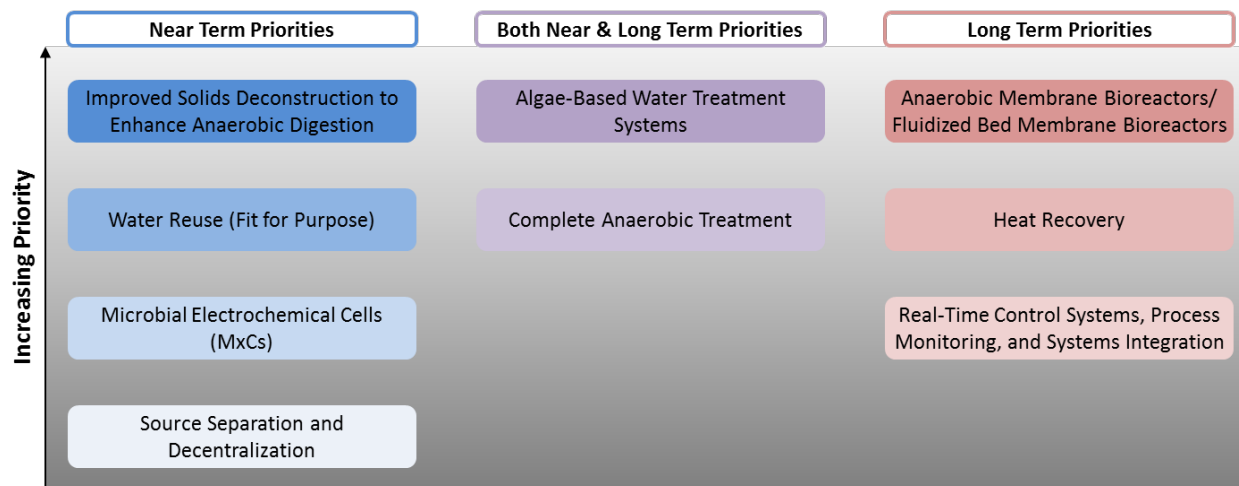 Near Term Priorities
Both Near & Long Term Priorities
Long Term Priorities
Increasing Priority
Improved Solids Deconstruction to
Enhance Anaerobic Digestion
Algae-Based Water Treatment
Systems
Anaerobic Membrane Bioreactors/
Fluidized Bed Membrane Bioreactors
Water Reuse (Fit for Purpose)
Complete Anaerobic Treatment
Heat Recovery
Microbial Electrochemical Cells
(MxCs)
Real-Time Control Systems, Process
Monitoring, and Systems Integration
Source Separation and
Decentralization